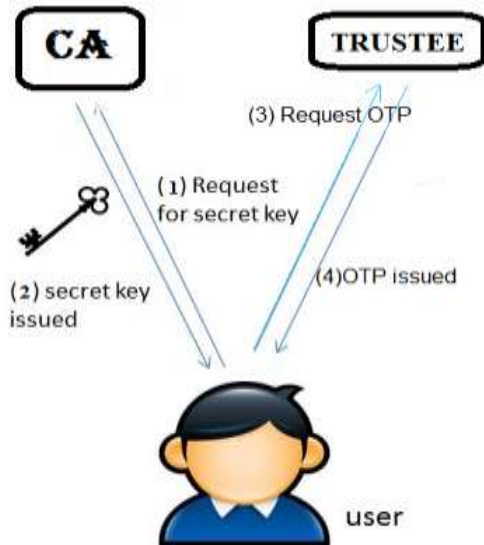 CA
TRUSTEE
(3) Request OTP
(1) Request
for secret key
(2) secret key
issued
(4)OTP issued
user